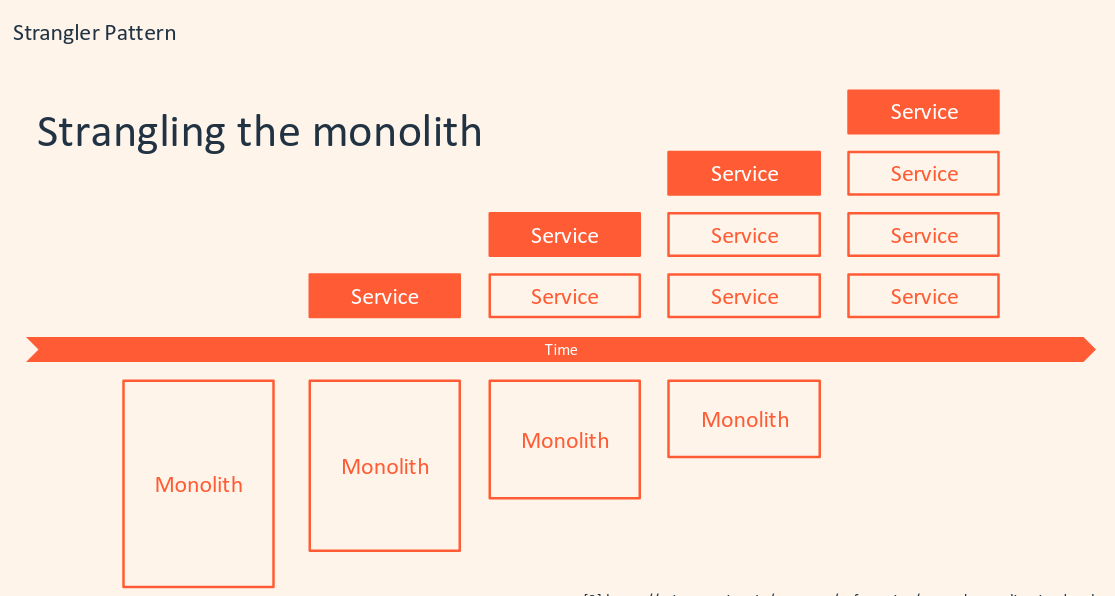 Strangler Pattern
Strangling the monolith
Service
Service
Service
Service
Service
Service
Service
Service
Service
Service
Time
Monolith
Monolith
Monolith
Monolith